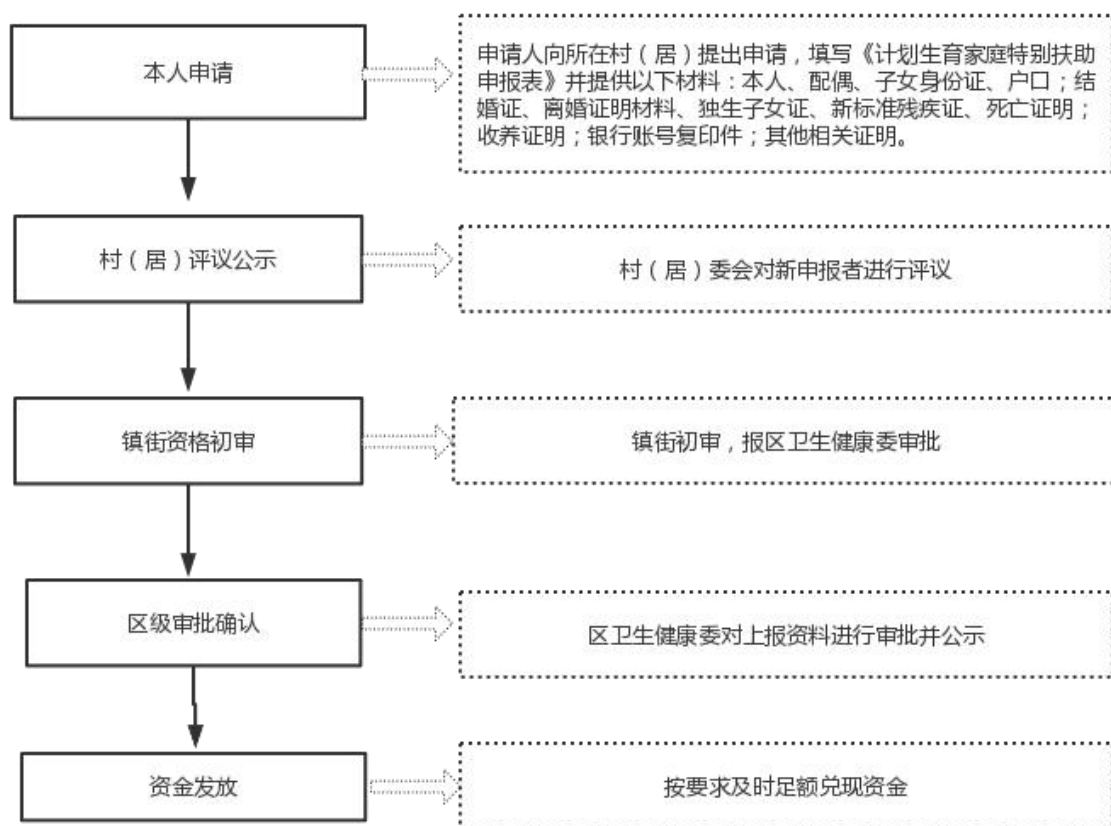 本人申请
申请人向所在村（居）提出申请，填写《计划生育家庭特别扶助
申报表》并提供以下材料：本人、配偶、子女身份证、户口；结
婚证、离婚证明材料、独生子女证、新标准残疾证、死亡证明；
收养证明；银行账号复印件；其他相关证明。
村（居）评议公示
村（居）委会对新申报者进行评议
镇街资格初审
镇街初审，报区卫生健康委审批
区级审批确认
区卫生健康委对上报资料进行审批并公示
资金发放
按要求及时足额兑现资金